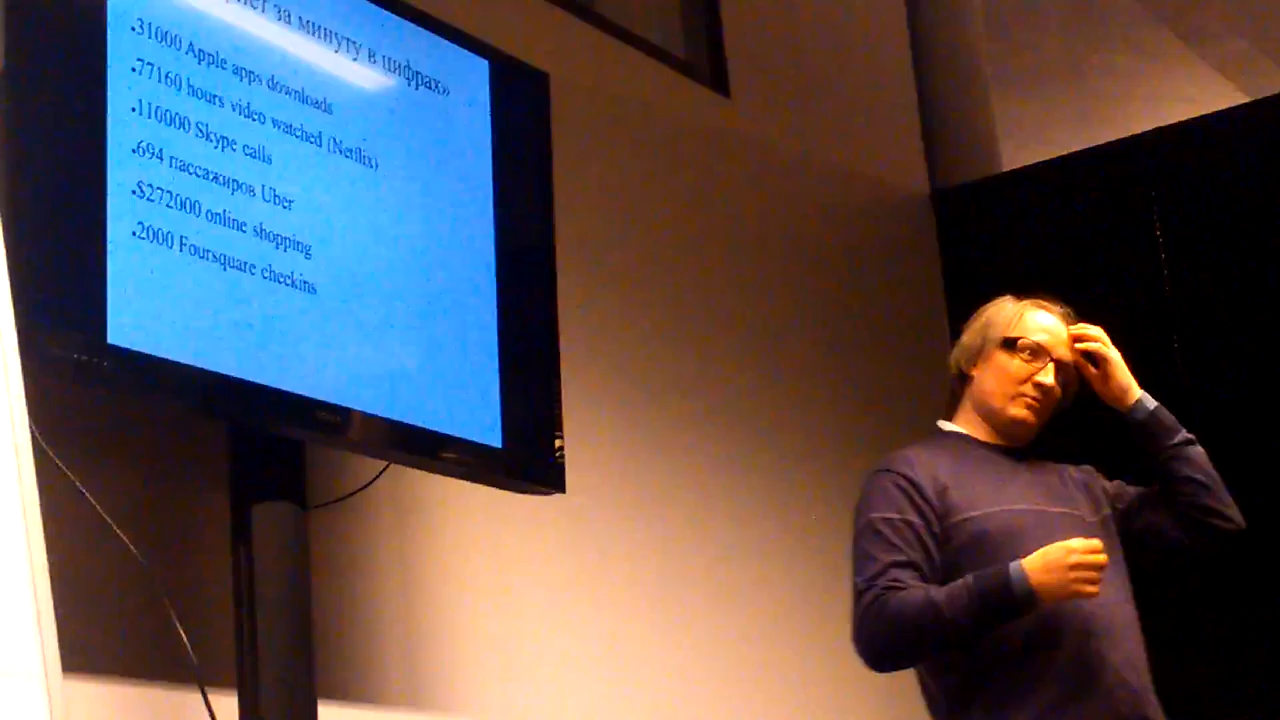 за минуту в цифрах»
.31000 Apple apps downloads
.77160 hours video watched (Netflix)
.110000 Skype calls
.694 пассажиров Uber
.$272000 online shopping
.2000 Foursquare checkins